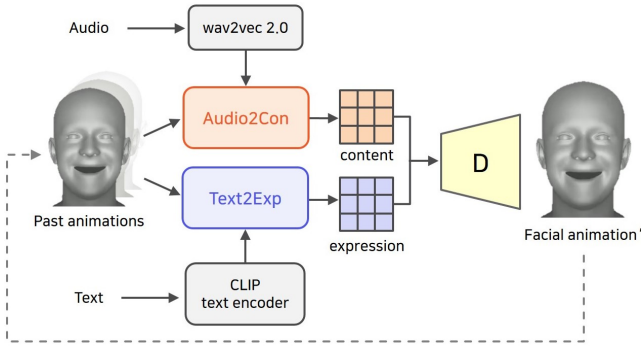 Audio
wav2vec 2.0
Audio2Con
content
D
Past animations
Text2Exp
expression
Facial animation
Text
CLIP
text encoder